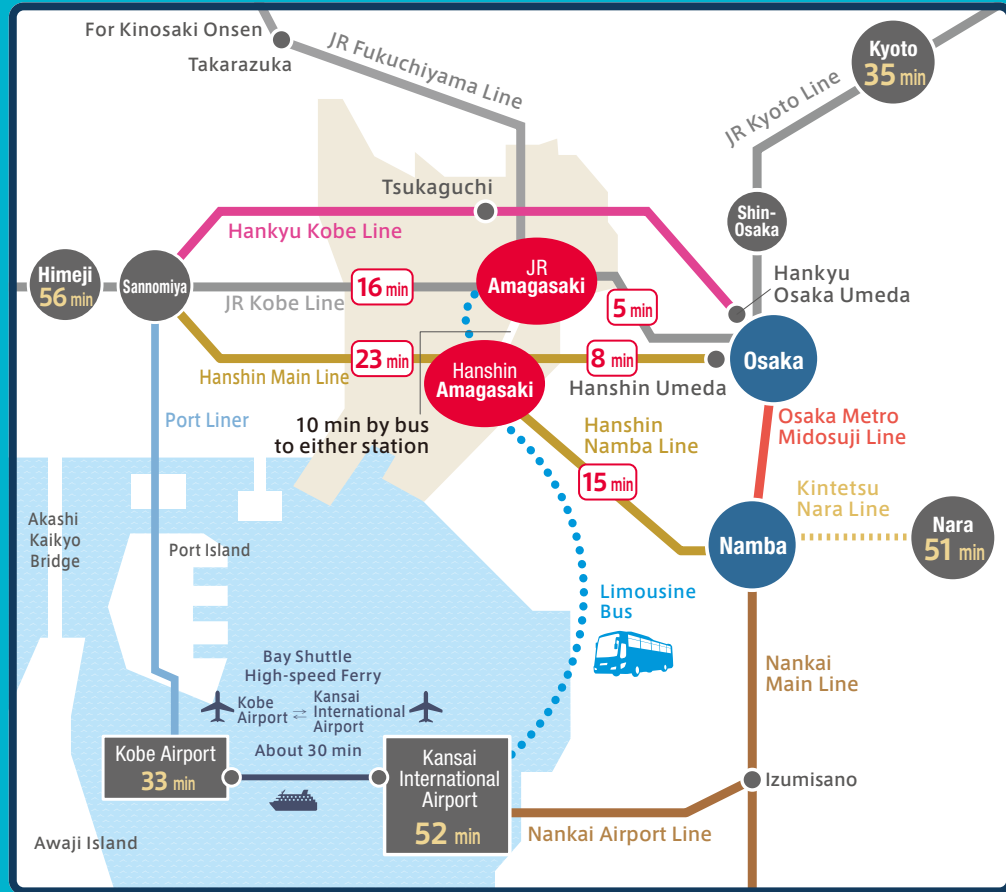 For Kinosaki Onsen
Takarazuka
JR Fukuchiyama Line
Kyoto
35 min
JR Kyoto Line
Tsukaguchi
Shin-
Osaka
Hankyu Kobe Line
Himeji
56 min
Sannomiya
JR Kobe Line
16 min
JR
Amagasaki
5 min
Hankyu
Osaka Umeda
Hanshin Main Line
23 min
Hanshin
Amagasaki
8 min
Hanshin Umeda
Osaka
Port Liner
10 min by bus
to either station
Hanshin
Namba Line
15 min
Osaka Metro
Midosuji Line
Kintetsu
Nara Line
Namba
Nara
51 min
Akashi
Kaikyo
Bridge
Port Island
Limousine
Bus
Bay Shuttle
High-speed Ferry
Kobe
Airport
⇄
Kansai
International
Airport
About 30 min
Nankai
Main Line
Kobe Airport
33 min
Kansai
International
Airport
52 min
Izumisano
Nankai Airport Line
Awaji Island